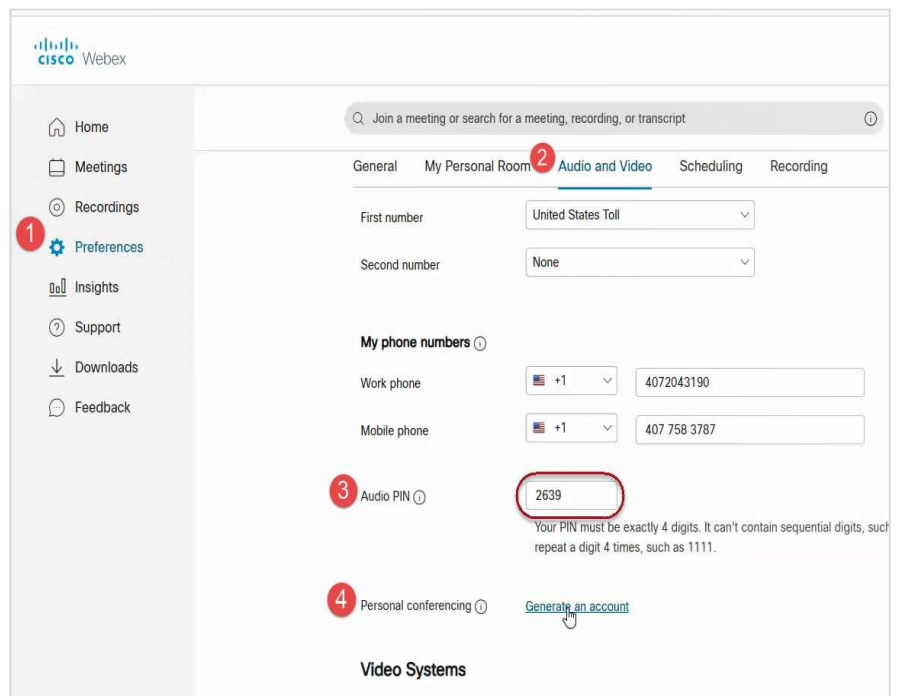 CISCO Webex
Home
Meetings
Recordings
1
Preferences
Insights
Support
Downloads
Feedback
Join a meeting or search for a meeting, recording, or transcript
General My Personal Room 2 Audio and Video Scheduling Recording
First number United States Toll
Second number None
My phone numbers
Work phone +1 4072043190
Mobile phone +1 407 758 3787
3 Audio PIN 2639
Your PIN must be exactly 4 digits. It can't contain sequential digits, such
repeat a digit 4 times, such as 1111.
4 Personal conferencing Generate an account
Video Systems